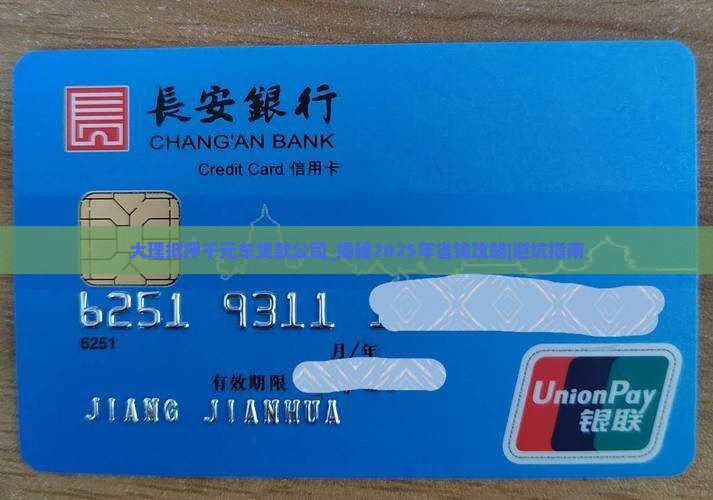 長安銀行
CHANG'AN BANK
Credit Card 信用卡
大理抵押千元车贷款公司_揭秘2025年省钱攻略|避坑指南
6251 9311 1
6251
月/年
有效期限
JIANG JIANHUA
UnionPay
银联